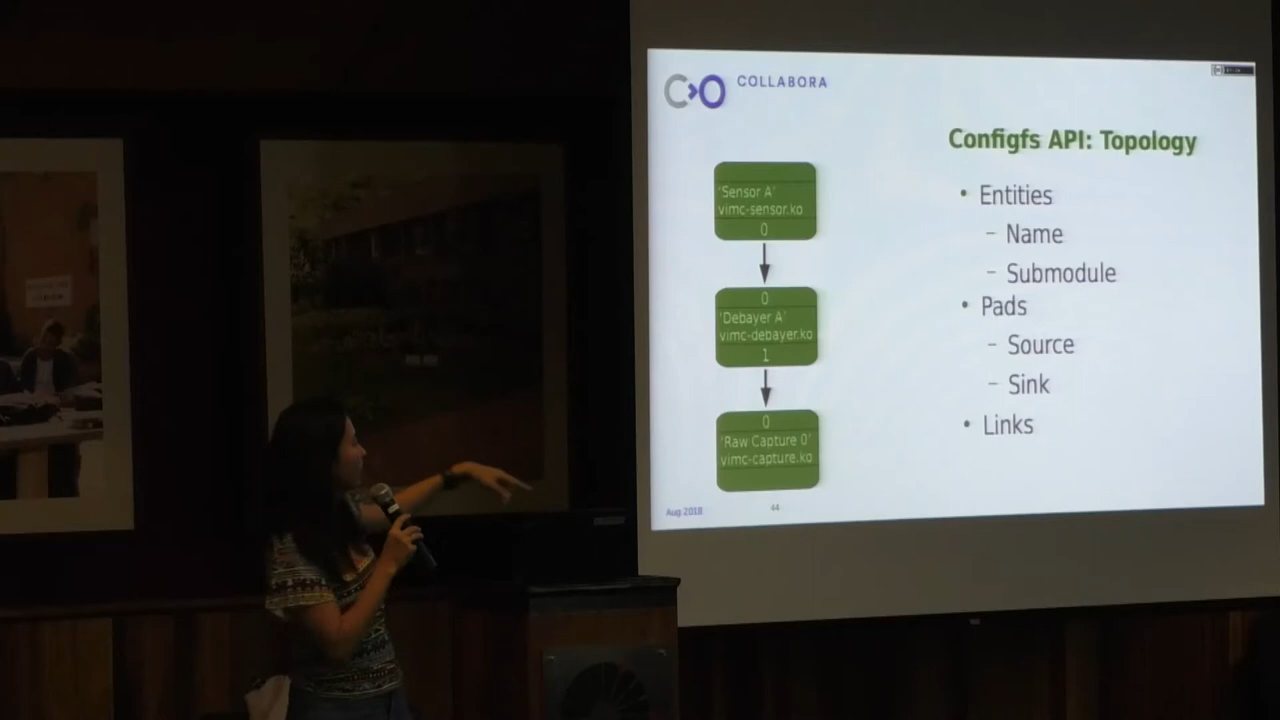 COLLABORA
Configfs API: Topology
'Sensor A'
vimc-sensor.ko
0
0
'Debayer A'
vimc-debayer.ko
1
0
'Raw Capture 0'
vimc-capture.ko
• Entities
– Name
– Submodule
• Pads
– Source
– Sink
• Links
Aug 2018
44